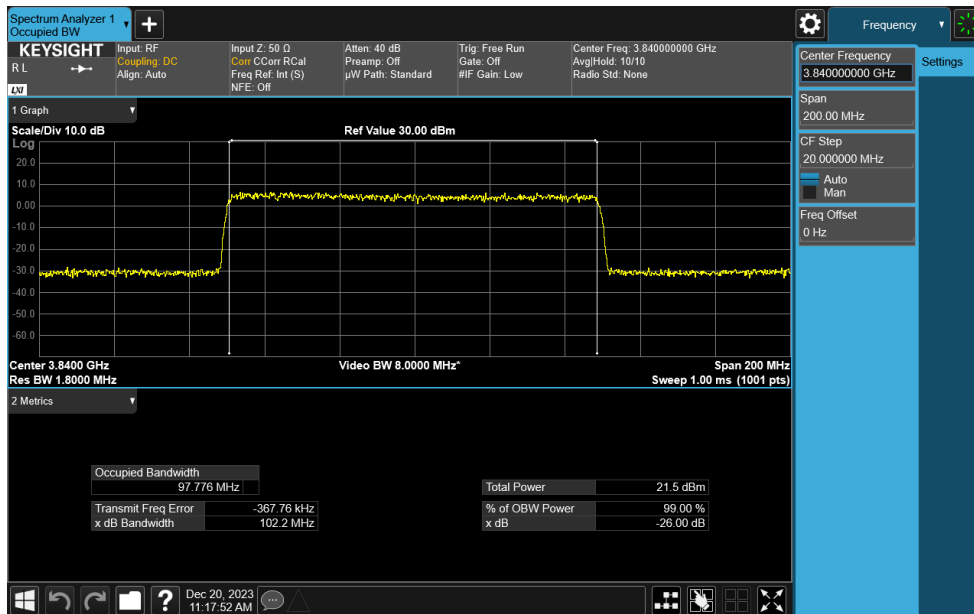 Spectrum Analyzer 1
Occupied BW
KEYSIGHT
R L
LXI
Input: RF
Coupling: DC
Align: Auto
Input Z: 50 Ω
Corr CCorr RCal
Freq Ref: Int (S)
NFE: Off
Atten: 40 dB
Preamp: Off
µW Path: Standard
Trig: Free Run
Gate: Off
#IF Gain: Low
Center Freq: 3.840000000 GHz
Avg|Hold: 10/10
Radio Std: None
1 Graph
Scale/Div 10.0 dB
Ref Value 30.00 dBm
Log
20.0
10.0
0.00
-10.0
-20.0
-30.0
-40.0
-50.0
-60.0
Center 3.8400 GHz
Video BW 8.0000 MHz*
Span 200 MHz
Res BW 1.8000 MHz
Sweep 1.00 ms (1001 pts)
2 Metrics
Occupied Bandwidth
97.776 MHz
Transmit Freq Error -367.76 kHz
x dB Bandwidth 102.2 MHz
Total Power 21.5 dBm
% of OBW Power 99.00 %
x dB -26.00 dB
Dec 20, 2023
11:17:52 AM
Frequency
Settings
Center Frequency
3.840000000 GHz
Span
200.00 MHz
CF Step
20.000000 MHz
Auto
Man
Freq Offset
0 Hz